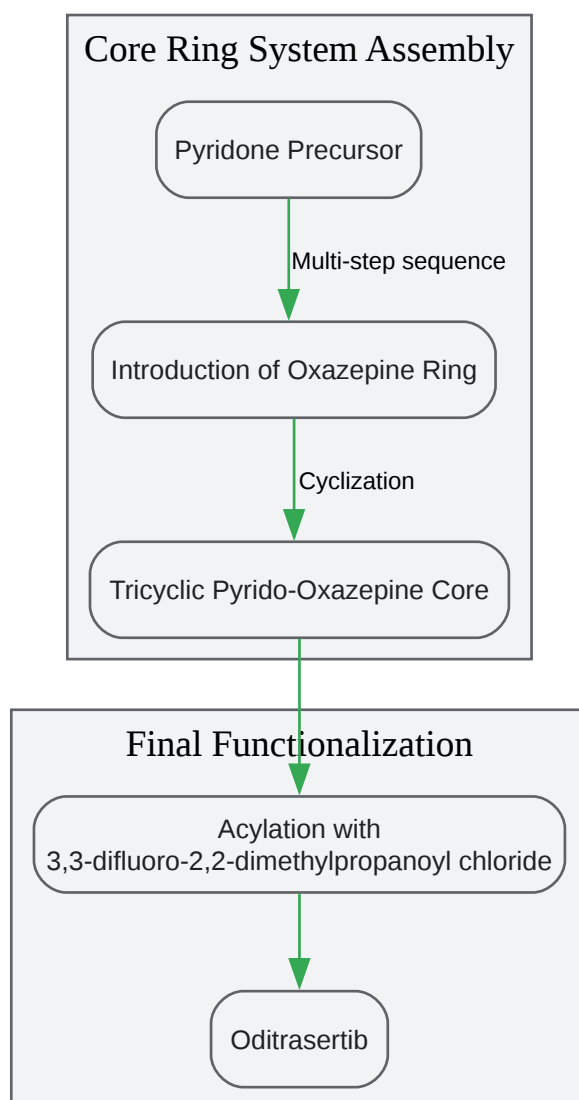 Core Ring System Assembly
Pyridone Precursor
Multi-step sequence
Introduction of Oxazepine Ring
Cyclization
Tricyclic Pyrido-Oxazepine Core
Final Functionalization
Acylation with
3,3-difluoro-2,2-dimethylpropanoyl chloride
Oditrasertib